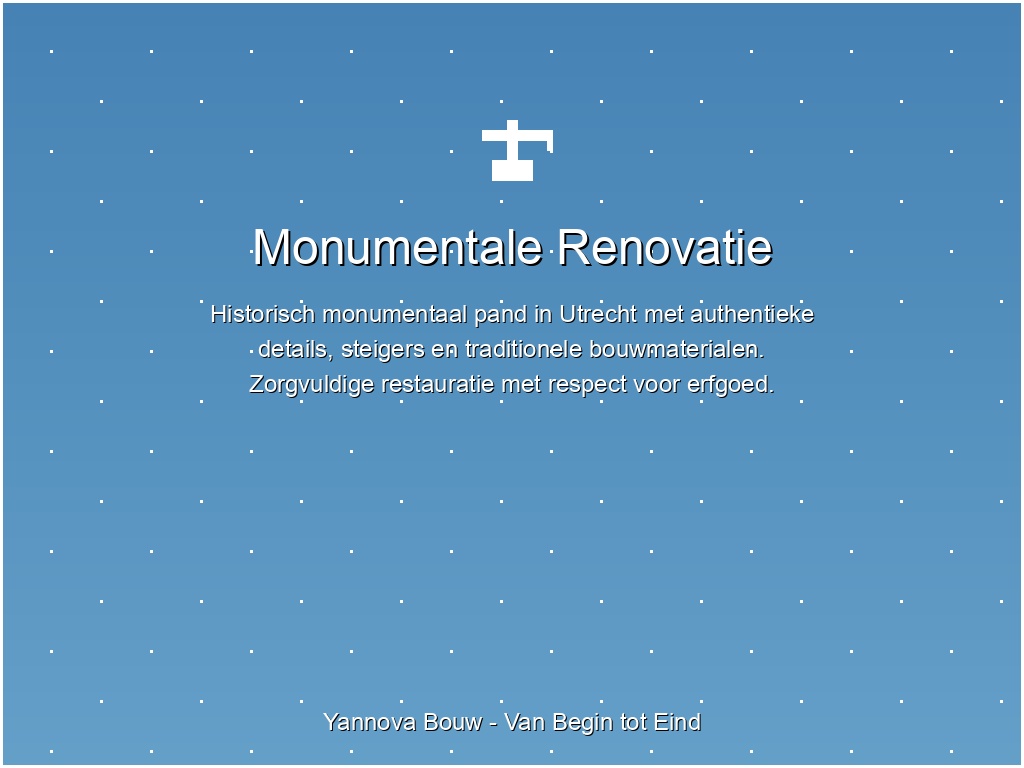 Monumentale Renovatie
Historisch monumentaal pand in Utrecht met authentieke
details, steigers en traditionele bouwmaterialen.
Zorgvuldige restauratie met respect voor erfgoed.
Yannova Bouw - Van Begin tot Eind